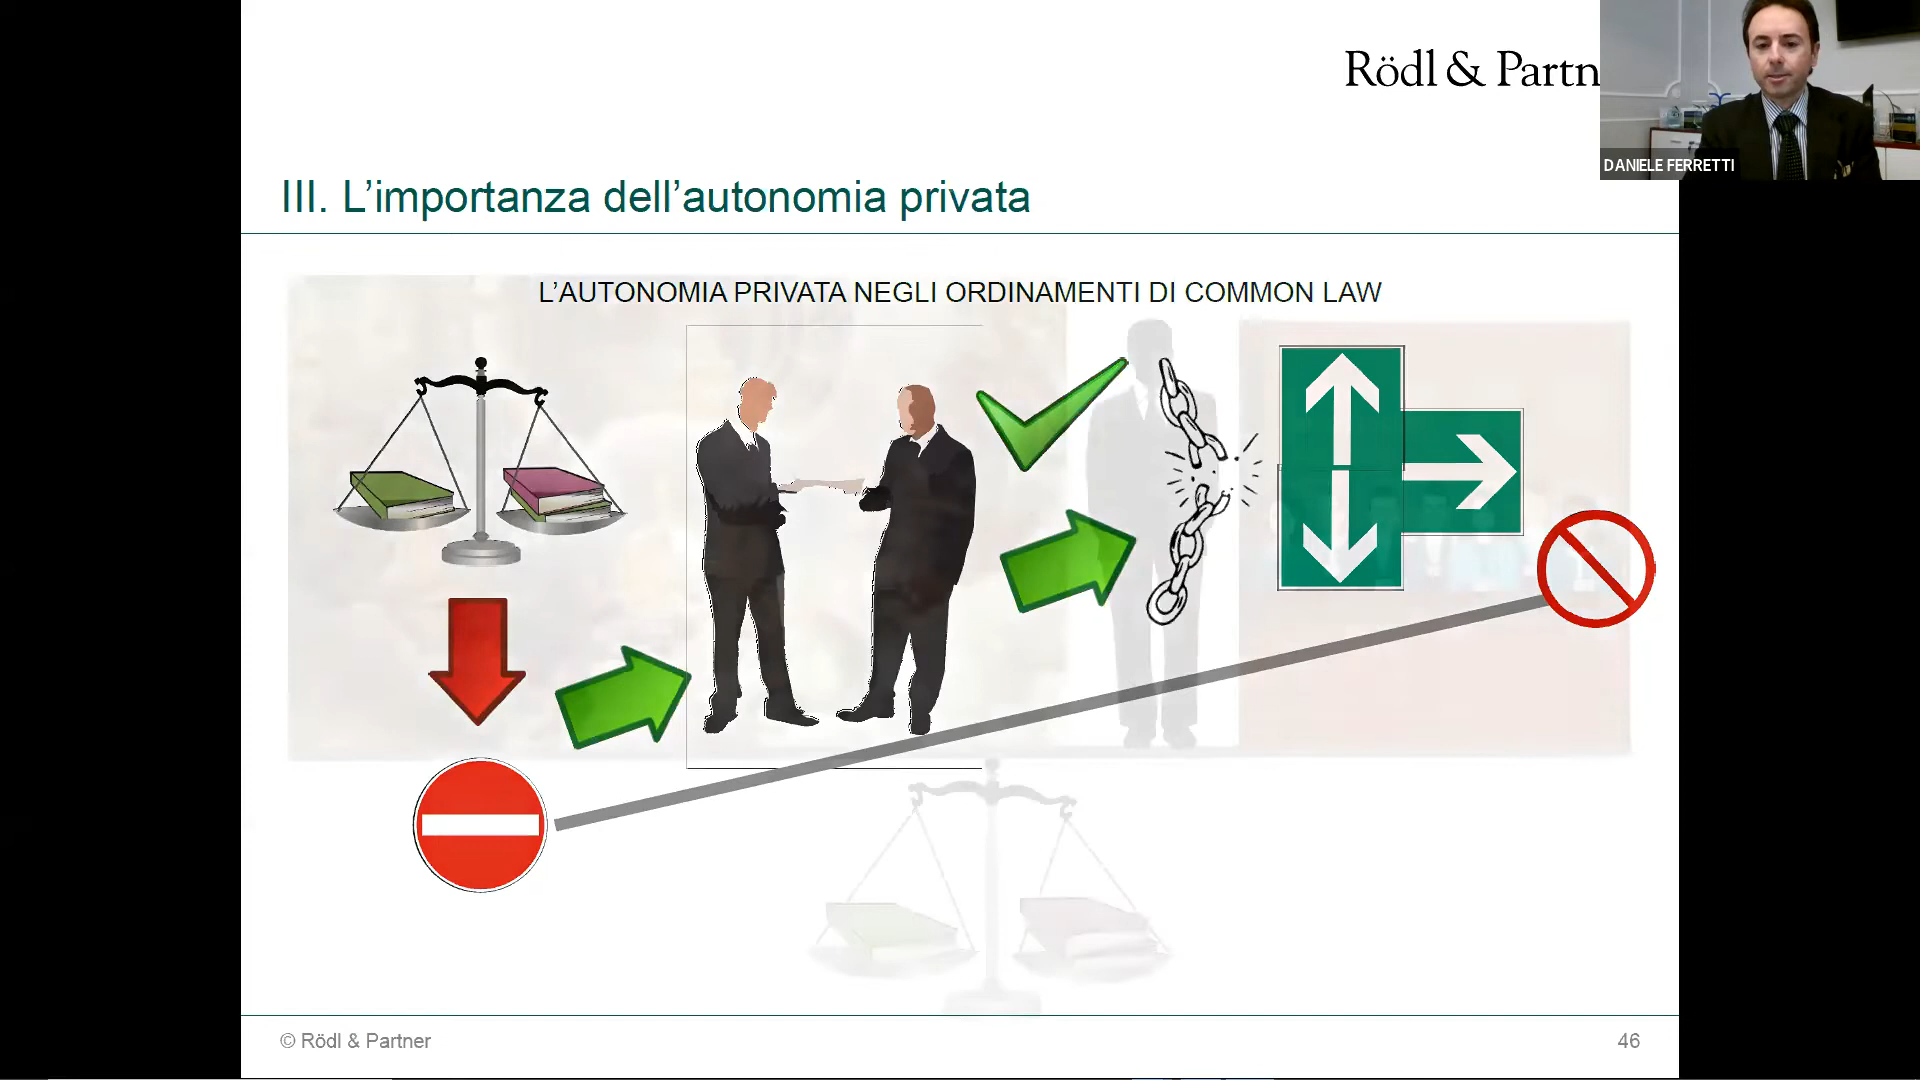 Rödl & Partn
DANIELE FERRETTI
III. L’importanza dell’autonomia privata
L’AUTONOMIA PRIVATA NEGLI ORDINAMENTI DI COMMON LAW
© Rödl & Partner
46